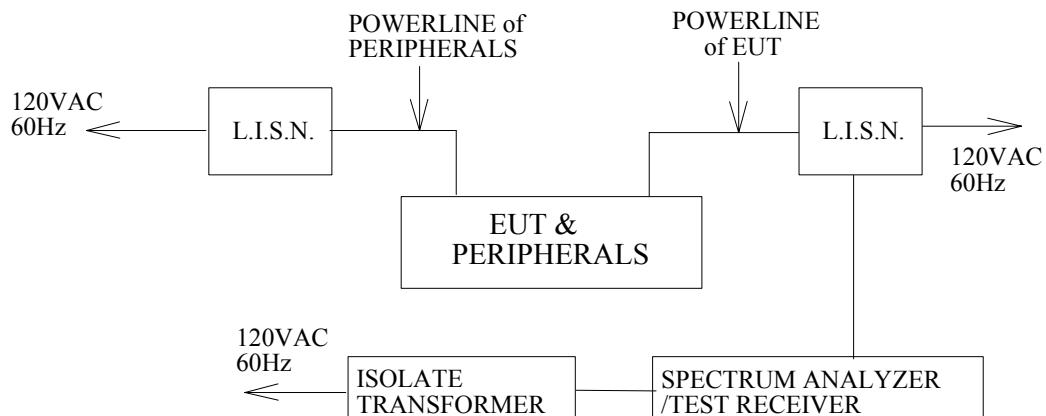 POWERLINE of
PERIPHERALS
POWERLINE
of EUT
120VAC
60Hz
L.I.S.N.
L.I.S.N.
120VAC
60Hz
EUT &
PERIPHERALS
120VAC
60Hz
ISOLATE
TRANSFORMER
SPECTRUM ANALYZER
/TEST RECEIVER